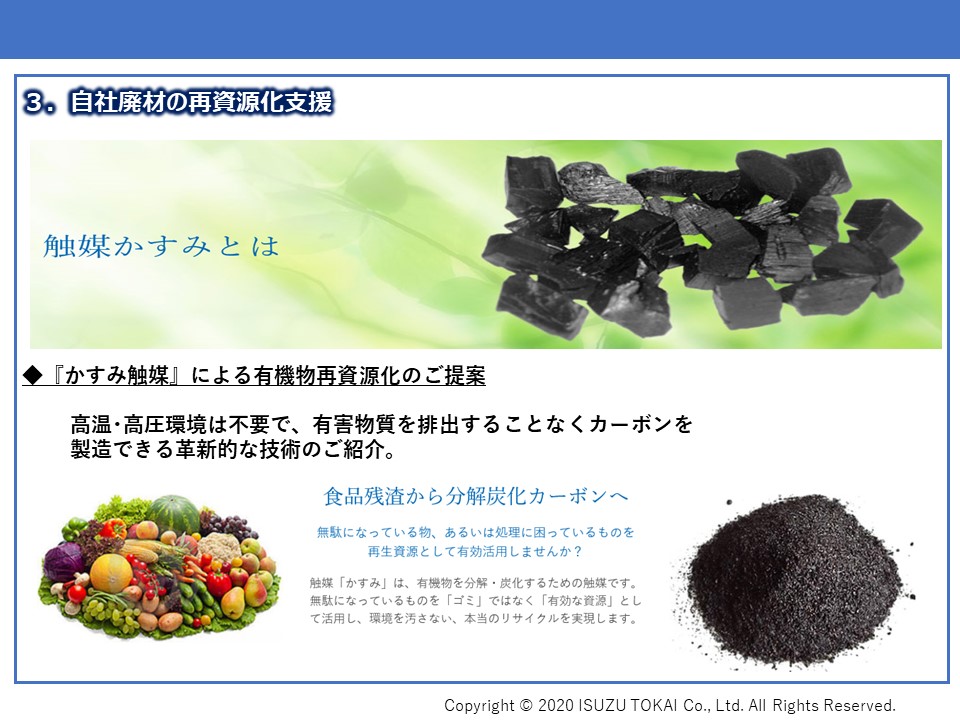 3．自社廃材の再資源化支援
触媒かすみとは
◆『かすみ触媒』による有機物再資源化のご提案
高温･高圧環境は不要で、有害物質を排出することなくカーボンを
製造できる革新的な技術のご紹介。
食品残渣から分解炭化カーボンへ
無駄になっている物、あるいは処理に困っているものを
再生資源として有効活用しませんか？
触媒「かすみ」は、有機物を分解・炭化するための触媒です。
無駄になっているものを「ゴミ」ではなく「有効な資源」とし
て活用し、環境を汚さない、本当のリサイクルを実現します。
Copyright © 2020 ISUZU TOKAI Co., Ltd. All Rights Reserved.